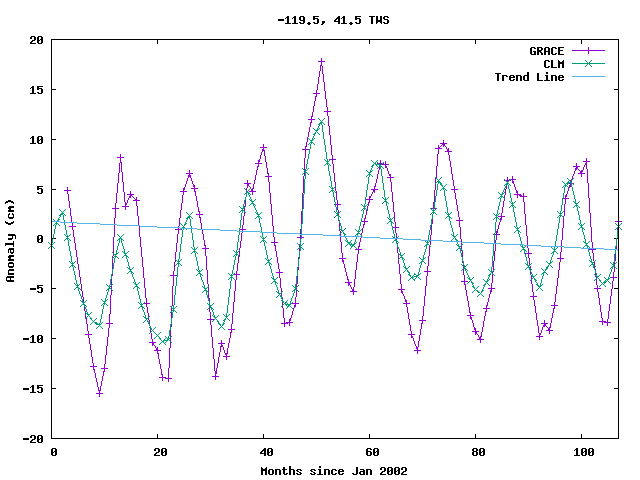 -119.5, 41.5 TWS
GRACE
CLM
Trend Line
20
15
10
5
0
-5
-10
-15
-20
Anomaly (cm)
0 20 40 60 80 100
Months since Jan 2002